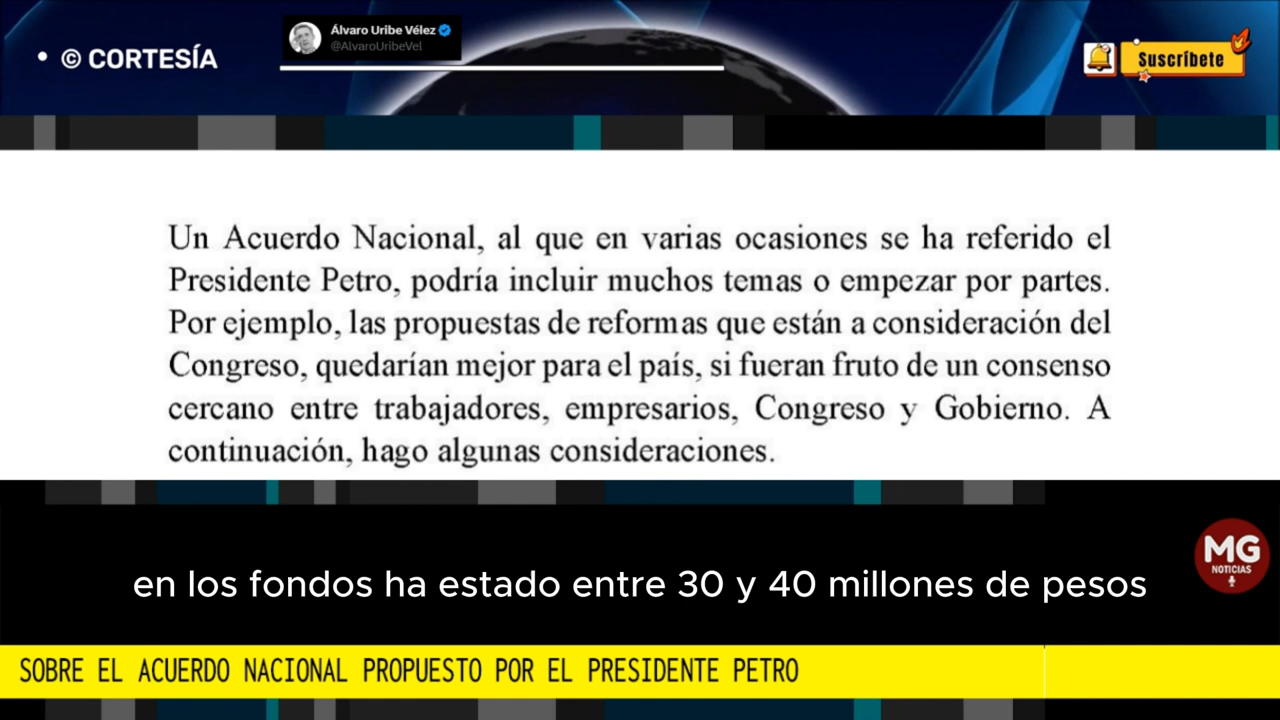 • © CORTESÍA
Álvaro Uribe Vélez
@AlvaroUribeVel
Suscríbete
Un Acuerdo Nacional, al que en varias ocasiones se ha referido el
Presidente Petro, podría incluir muchos temas o empezar por partes.
Por ejemplo, las propuestas de reformas que están a consideración del
Congreso, quedarían mejor para el país, si fueran fruto de un consenso
cercano entre trabajadores, empresarios, Congreso y Gobierno. A
continuación, hago algunas consideraciones.
MG
NOTICIAS
en los fondos ha estado entre 30 y 40 millones de pesos
SOBRE EL ACUERDO NACIONAL PROPUESTO POR EL PRESIDENTE PETRO